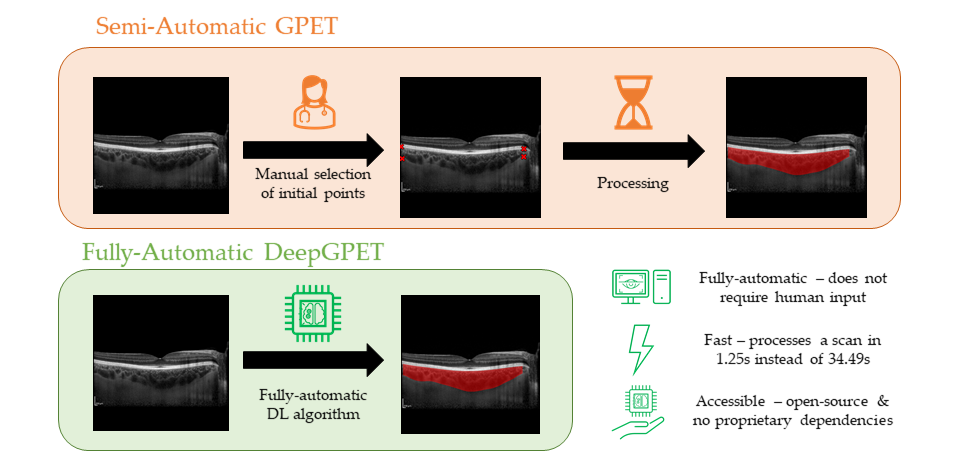 Semi-Automatic GPET
Manual selection
of initial points
Processing
Fully-Automatic DeepGPET
Fully-automatic
DL algorithm
Fully-automatic – does not
require human input
Fast – processes a scan in
1.25s instead of 34.49s
Accessible – open-source &
no proprietary dependencies